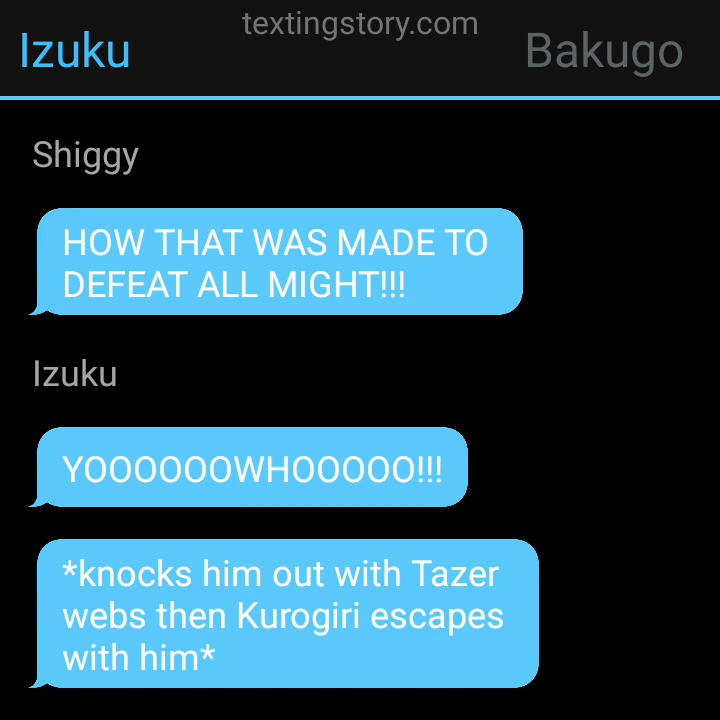 textingstory.com
Izuku
Bakugo
Shiggy
HOW THAT WAS MADE TO
DEFEAT ALL MIGHT!!!
Izuku
YOOOOOOWHOOOOO!!!
*knocks him out with Tazer
webs then Kurogiri escapes
with him*